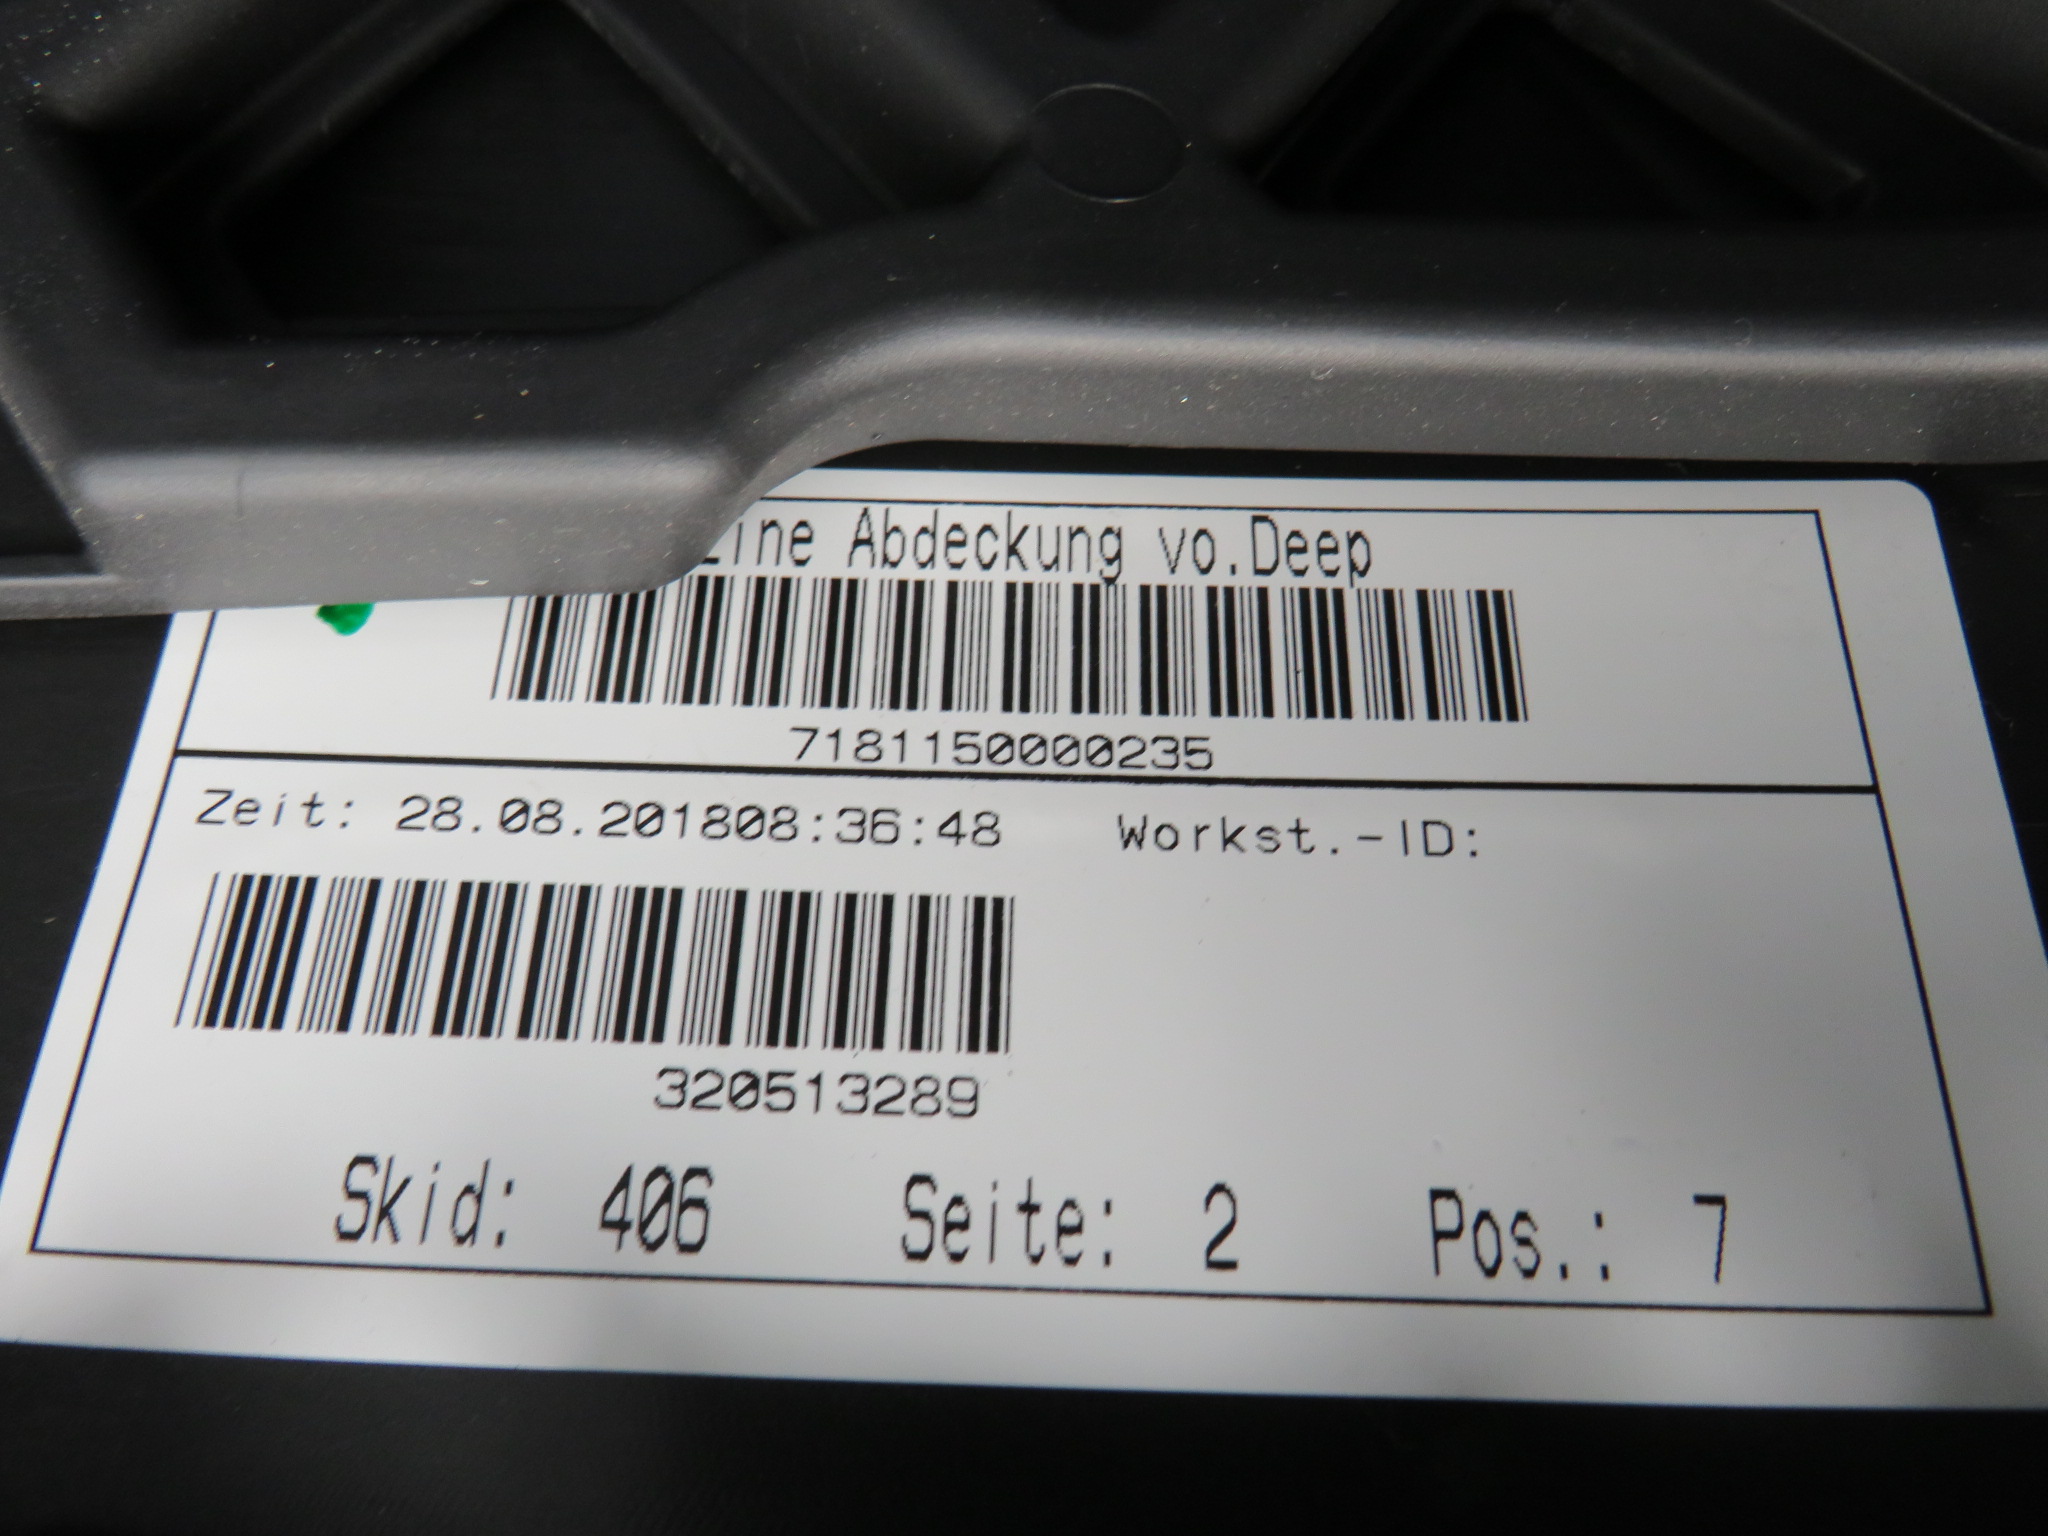 ine Abdeckung vo.Deep
7181150000235
Zeit: 28.08.201808:36:48 Workst.-ID:
320513289
Skid: 406 Seite: 2 Pos.: 7